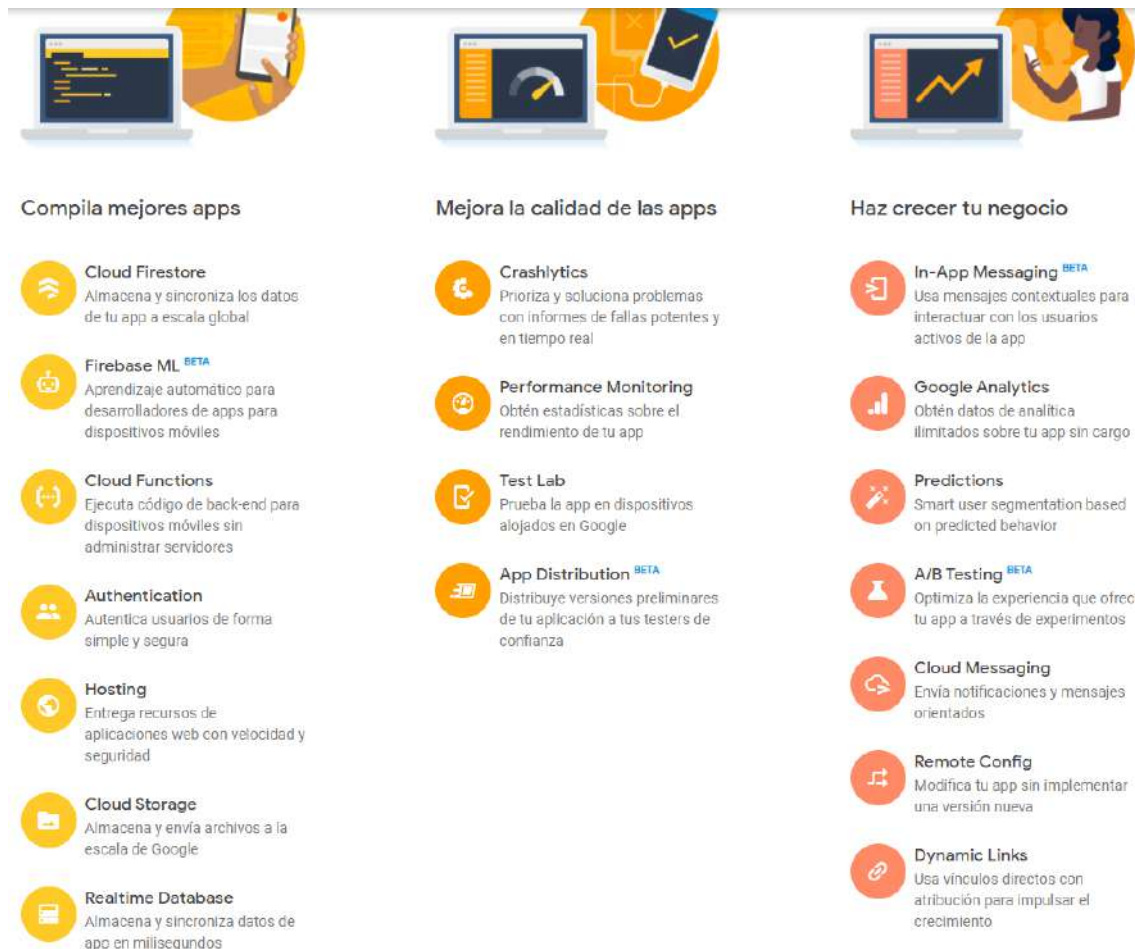 Compila mejores apps
Cloud Firestore
Almacena y sincroniza los datos
de tu app a escala global
Firebase ML BETA
Aprendizaje automático para
desarrolladores de apps para
dispositivos móviles
Cloud Functions
Ejecuta código de back-end para
dispositivos móviles sin
administrar servidores
Authentication
Autentica usuarios de forma
simple y segura
Hosting
Entrega recursos de
aplicaciones web con velocidad y
seguridad
Cloud Storage
Almacena y envía archivos a la
escala de Google
Realtime Database
Almacena y sincroniza datos de
app en milisegundos
Mejora la calidad de las apps
Crashlytics
Prioriza y soluciona problemas
con informes de fallas potentes y
en tiempo real
Performance Monitoring
Obtén estadísticas sobre el
rendimiento de tu app
Test Lab
Prueba la app en dispositivos
alojados en Google
App Distribution BETA
Distribuye versiones preliminares
de tu aplicación a tus testers de
confianza
Haz crecer tu negocio
In-App Messaging BETA
Usa mensajes contextuales para
interactuar con los usuarios
activos de la app
Google Analytics
Obtén datos de analítica
ilimitados sobre tu app sin cargo
Predictions
Smart user segmentation based
on predicted behavior
A/B Testing BETA
Optimiza la experiencia que ofrec
tu app a través de experimentos
Cloud Messaging
Envía notificaciones y mensajes
orientados
Remote Config
Modifica tu app sin implementar
una versión nueva
Dynamic Links
Usa vínculos directos con
atribución para impulsar el
crecimiento